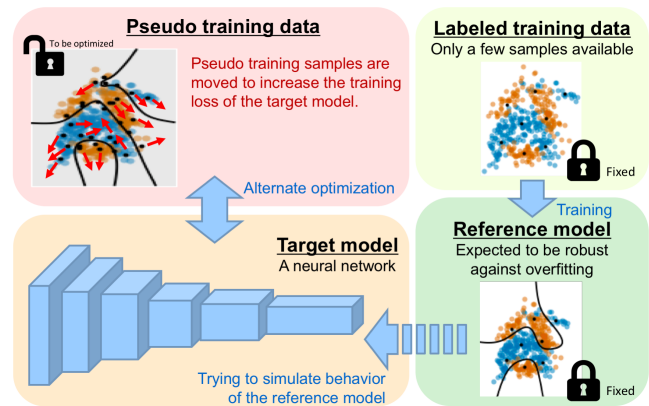 Pseudo training data
To be optimized
Pseudo training samples are
moved to increase the training
loss of the target model.
Labeled training data
Only a few samples available
Fixed
Alternate optimization
Training
Target model
A neural network
Reference model
Expected to be robust
against overfitting
Trying to simulate behavior
of the reference model
Fixed